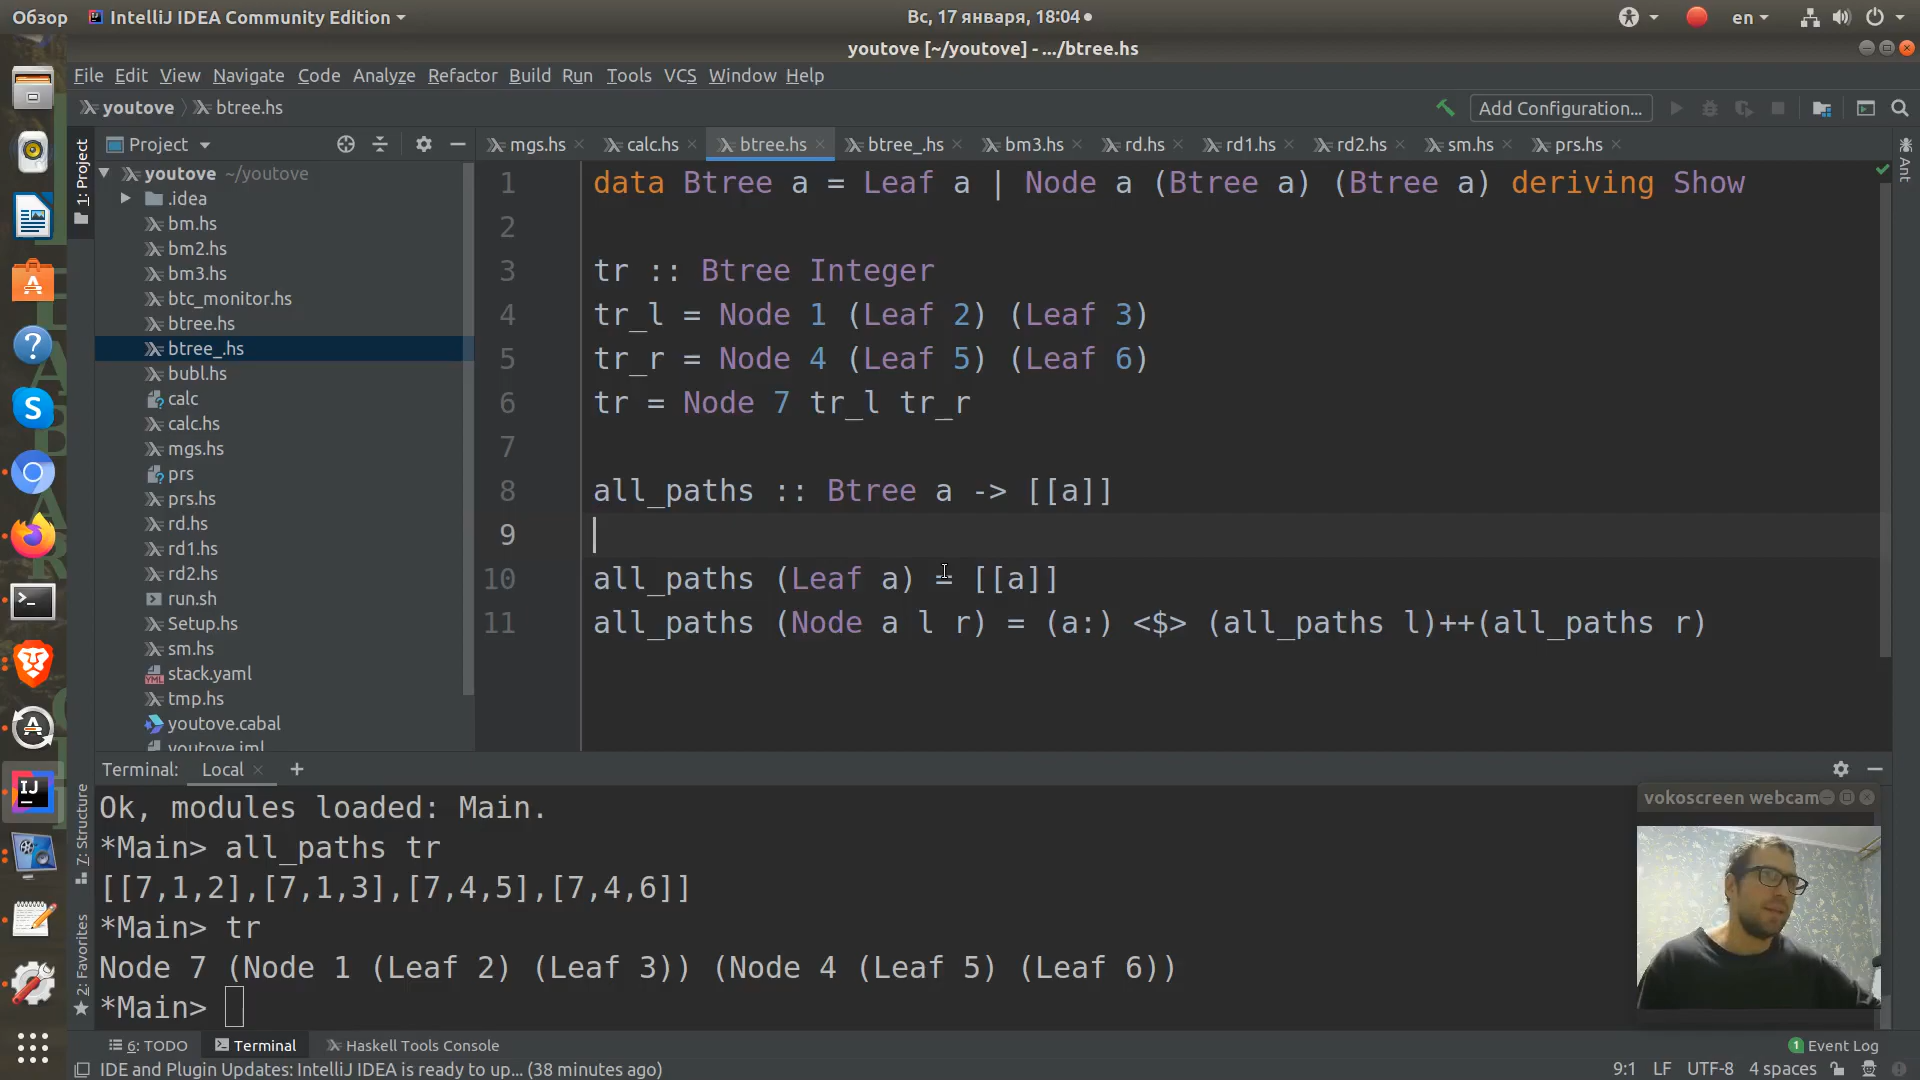 Обзор IntelliJ IDEA Community Edition Вс, 17 января, 18:04 en
youtove [~/youtove] - .../btree.hs
File Edit View Navigate Code Analyze Refactor Build Run Tools VCS Window Help
youtove btree.hs Add Configuration...
Project mgs.hs calc.hs btree.hs btree_.hs bm3.hs rd.hs rd1.hs rd2.hs sm.hs prs.hs
1: Project
Ant
youtove ~/youtove
.idea
bm.hs
bm2.hs
bm3.hs
btc_monitor.hs
btree.hs
btree_.hs
bubl.hs
calc
calc.hs
mgs.hs
prs
prs.hs
rd.hs
rd1.hs
rd2.hs
run.sh
Setup.hs
sm.hs
stack.yaml
tmp.hs
youtove.cabal
youtove.iml
1 data Btree a = Leaf a | Node a (Btree a) (Btree a) deriving Show
2
3 tr :: Btree Integer
4 tr_l = Node 1 (Leaf 2) (Leaf 3)
5 tr_r = Node 4 (Leaf 5) (Leaf 6)
6 tr = Node 7 tr_l tr_r
7
8 all_paths :: Btree a -> [[a]]
9
10 all_paths (Leaf a) = [[a]]
11 all_paths (Node a l r) = (a:) <$> (all_paths l)++(all_paths r)
Terminal: Local +
7: Structure
2: Favorites
Ok, modules loaded: Main.
*Main> all_paths tr
[[7,1,2],[7,1,3],[7,4,5],[7,4,6]]
*Main> tr
Node 7 (Node 1 (Leaf 2) (Leaf 3)) (Node 4 (Leaf 5) (Leaf 6))
*Main>
vokoscreen webcam
6: TODO Terminal Haskell Tools Console 1 Event Log
IDE and Plugin Updates: IntelliJ IDEA is ready to up... (38 minutes ago) 9:1 LF UTF-8 4 spaces